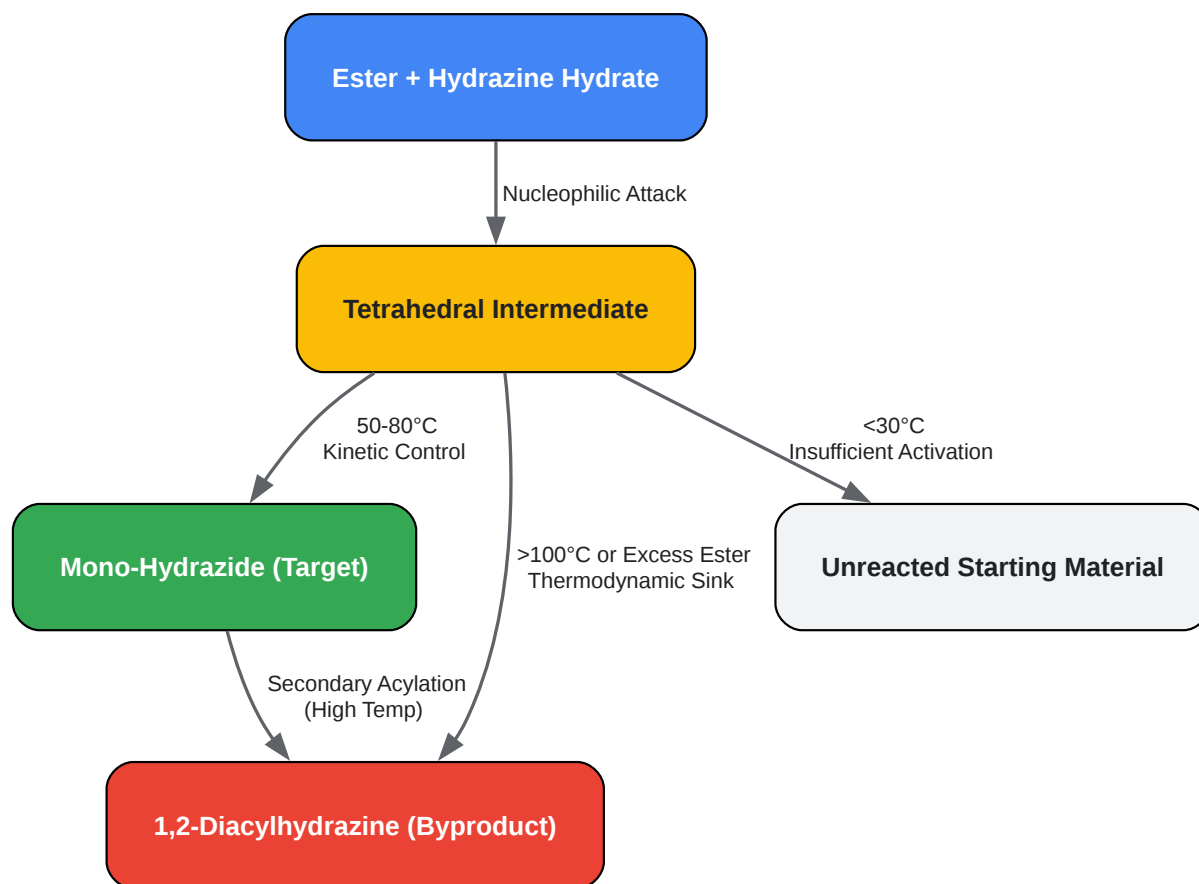 Ester + Hydrazine Hydrate
Nucleophilic Attack
Tetrahedral Intermediate
50-80°C
Kinetic Control
<30°C
Insufficient Activation
>100°C or Excess Ester
Thermodynamic Sink
Mono-Hydrazide (Target)
Unreacted Starting Material
Secondary Acylation
(High Temp)
1,2-Diacylhydrazine (Byproduct)